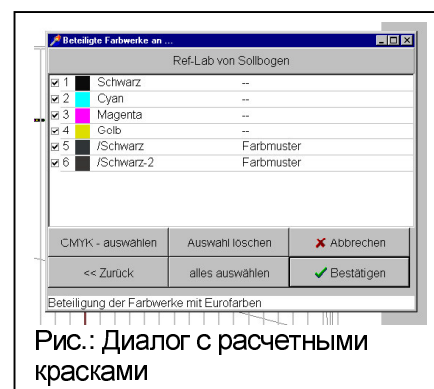 Beteiligte Farbwerke an ...
Ref-Lab von Sollbogen
1 Schwarz --
2 Cyan --
3 Magenta --
4 Gelb --
5 /Schwarz Farbmuster
6 /Schwarz-2 Farbmuster
CMYK - auswählen Auswahl löschen Abbrechen
<< Zurück alles auswählen Bestätigen
Beteiligung der Farbwerke mit Eurofarben
Рис.: Диалог с расчетными
красками